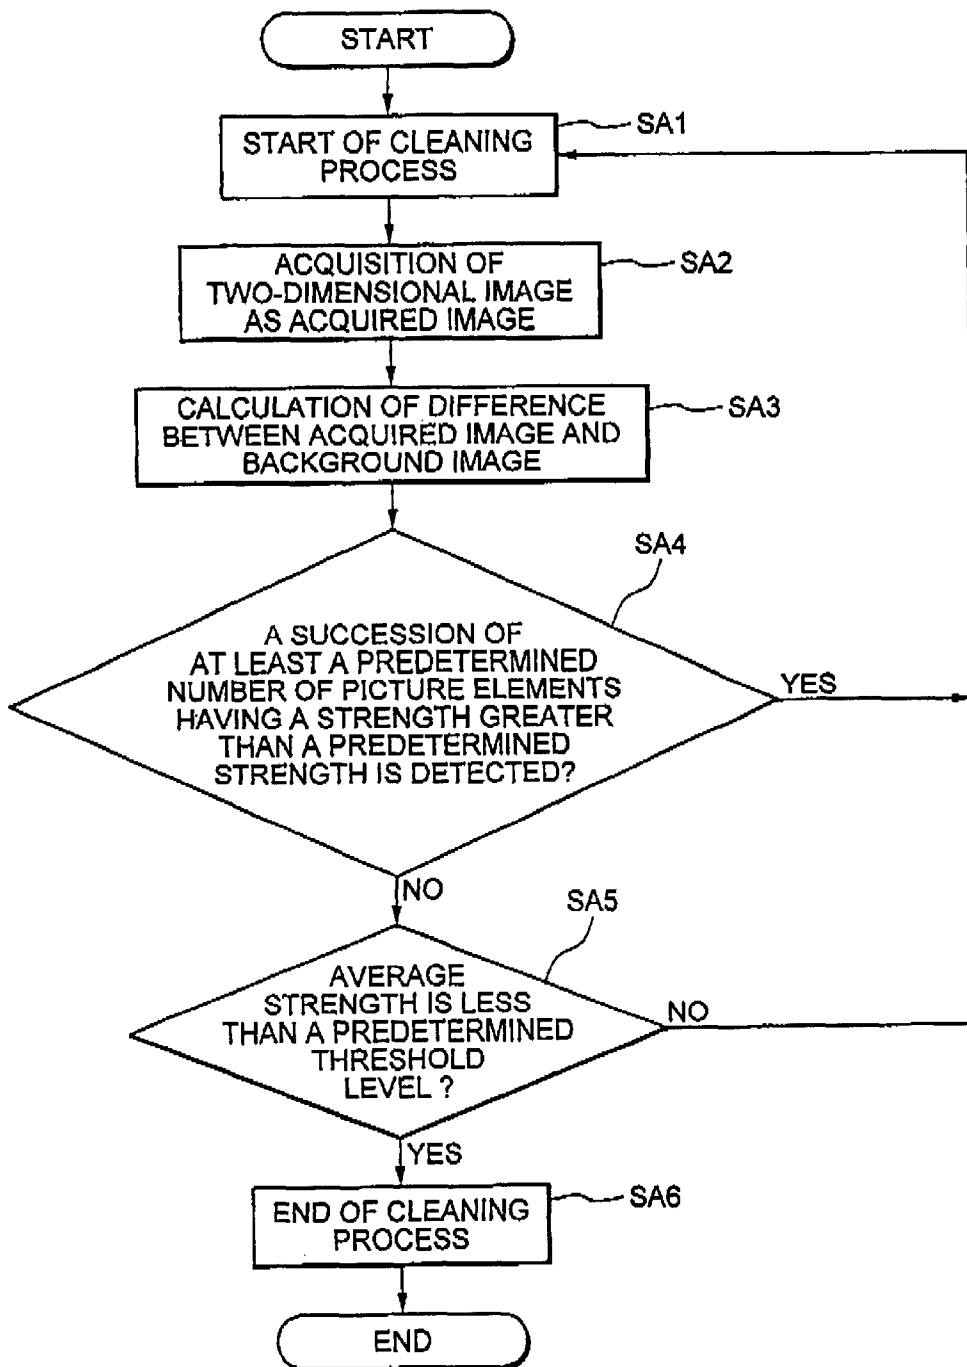 START
START OF CLEANING
PROCESS
SA1
ACQUISITION OF
TWO-DIMENSIONAL IMAGE
AS ACQUIRED IMAGE
SA2
CALCULATION OF DIFFERENCE
BETWEEN ACQUIRED IMAGE AND
BACKGROUND IMAGE
SA3
SA4
A SUCCESSION OF
AT LEAST A PREDETERMINED
NUMBER OF PICTURE ELEMENTS
HAVING A STRENGTH GREATER
THAN A PREDETERMINED
STRENGTH IS DETECTED?
YES
NO
SA5
AVERAGE
STRENGTH IS LESS
THAN A PREDETERMINED
THRESHOLD
LEVEL ?
NO
YES
END OF CLEANING
PROCESS
SA6
END